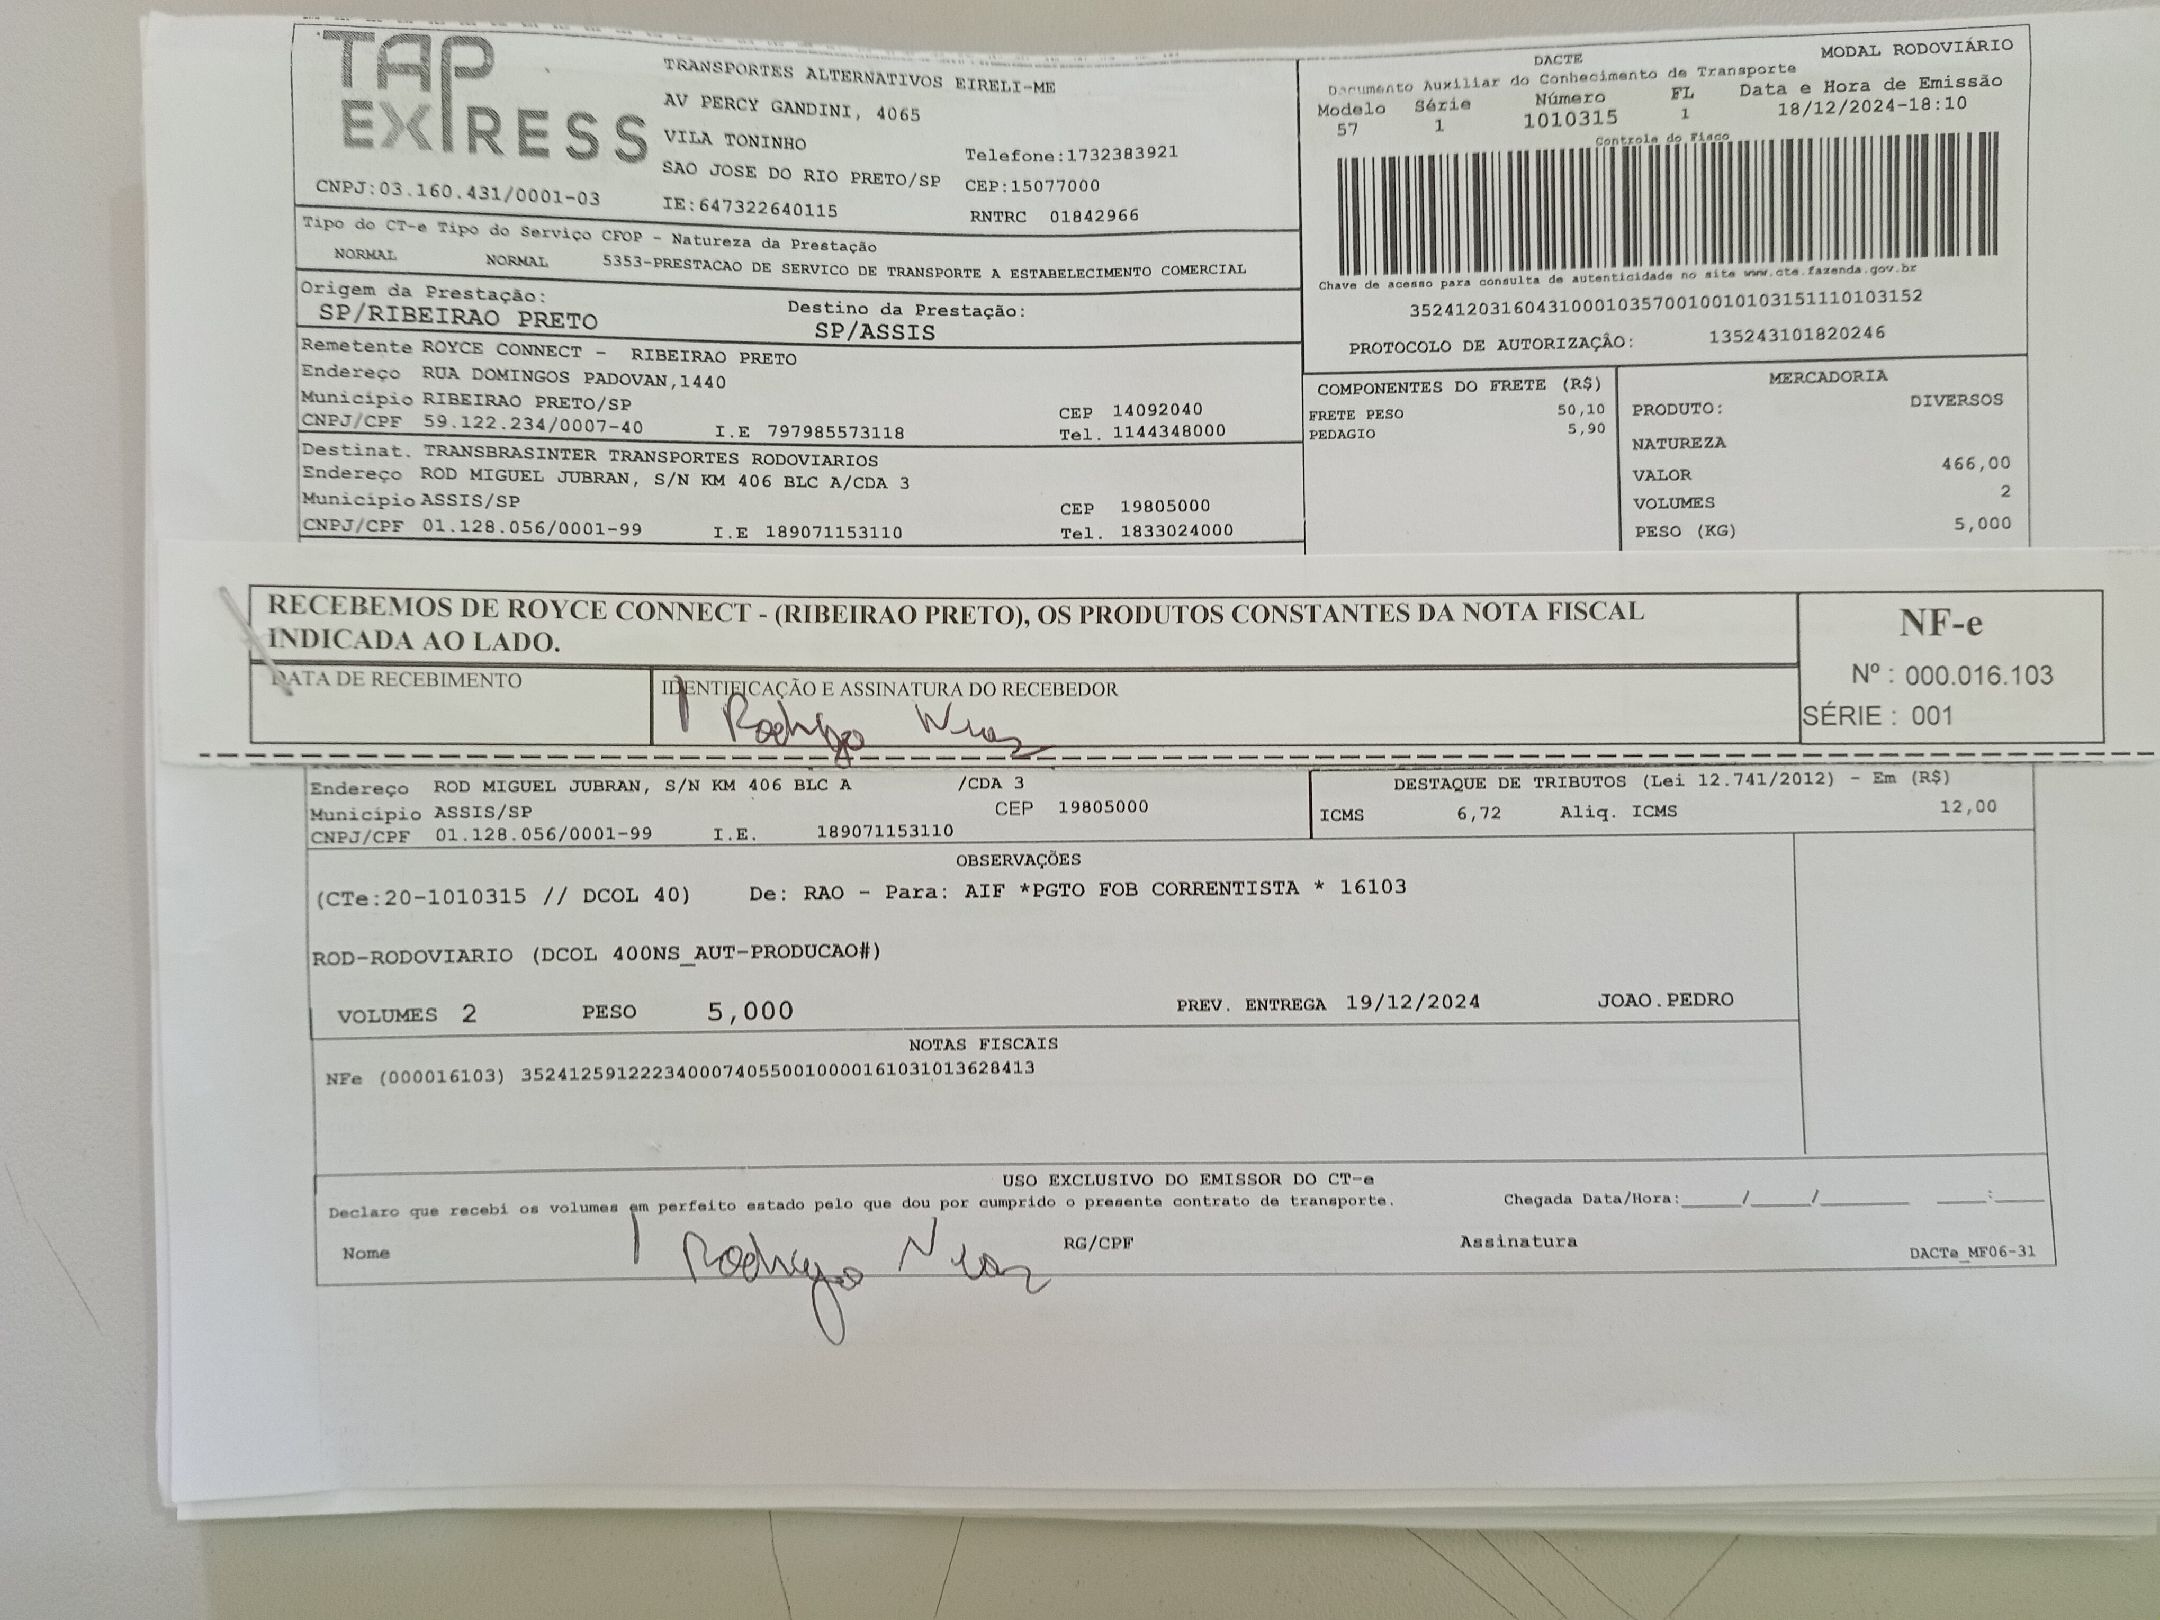 TAP EXPRESS
TRANSPORTES ALTERNATIVOS EIRELI-ME
AV PERCY GANDINI, 4065
VILA TONINHO
Telefone:1732383921
SAO JOSE DO RIO PRETO/SP CEP:15077000
CNPJ:03.160.431/0001-03 IE:647322640115 RNTRC 01842966
DACTE MODAL RODOVIÁRIO
Documento Auxiliar do Conhecimento de Transporte
Modelo Série Número FL Data e Hora de Emissão
57 1 1010315 1 18/12/2024-18:10
Controle do Fisco
Chave de acesso para consulta de autenticidade no site www.cte.fazenda.gov.br
35241203160431000103570010010103151110103152
PROTOCOLO DE AUTORIZAÇÂO: 135243101820246
Tipo do CT-e Tipo do Serviço CFOP - Natureza da Prestação
NORMAL NORMAL 5353-PRESTACAO DE SERVICO DE TRANSPORTE A ESTABELECIMENTO COMERCIAL
Origem da Prestação: Destino da Prestação:
SP/RIBEIRAO PRETO SP/ASSIS
Remetente ROYCE CONNECT - RIBEIRAO PRETO
Endereço RUA DOMINGOS PADOVAN,1440
Município RIBEIRAO PRETO/SP CEP 14092040
CNPJ/CPF 59.122.234/0007-40 I.E 797985573118 Tel. 1144348000
Destinat. TRANSBRASINTER TRANSPORTES RODOVIARIOS
Endereço ROD MIGUEL JUBRAN, S/N KM 406 BLC A/CDA 3
Município ASSIS/SP CEP 19805000
CNPJ/CPF 01.128.056/0001-99 I.E 189071153110 Tel. 1833024000
COMPONENTES DO FRETE (R$)
FRETE PESO 50,10
PEDAGIO 5,90
MERCADORIA
PRODUTO: DIVERSOS
NATUREZA
VALOR 466,00
VOLUMES 2
PESO (KG) 5,000
RECEBEMOS DE ROYCE CONNECT - (RIBEIRAO PRETO), OS PRODUTOS CONSTANTES DA NOTA FISCAL
INDICADA AO LADO.
NF-e
Nº : 000.016.103
SÉRIE : 001
DATA DE RECEBIMENTO
IDENTIFICAÇÃO E ASSINATURA DO RECEBEDOR
Rodrigo
Endereço ROD MIGUEL JUBRAN, S/N KM 406 BLC A /CDA 3
Município ASSIS/SP CEP 19805000
CNPJ/CPF 01.128.056/0001-99 I.E. 189071153110
DESTAQUE DE TRIBUTOS (Lei 12.741/2012) - Em (R$)
ICMS 6,72 Aliq. ICMS 12,00
OBSERVAÇÕES
(CTe:20-1010315 // DCOL 40) De: RAO - Para: AIF *PGTO FOB CORRENTISTA * 16103
ROD-RODOVIARIO (DCOL 400NS_AUT-PRODUCAO#)
VOLUMES 2 PESO 5,000 PREV. ENTREGA 19/12/2024 JOAO.PEDRO
NOTAS FISCAIS
NFe (000016103) 35241259122234000740550010000161031013628413
USO EXCLUSIVO DO EMISSOR DO CT-e
Declaro que recebi os volumes em perfeito estado pelo que dou por cumprido o presente contrato de transporte. Chegada Data/Hora:_____/_____/_______ ____:____
Nome Rodrigo RG/CPF Assinatura
DACTe_MF06-31